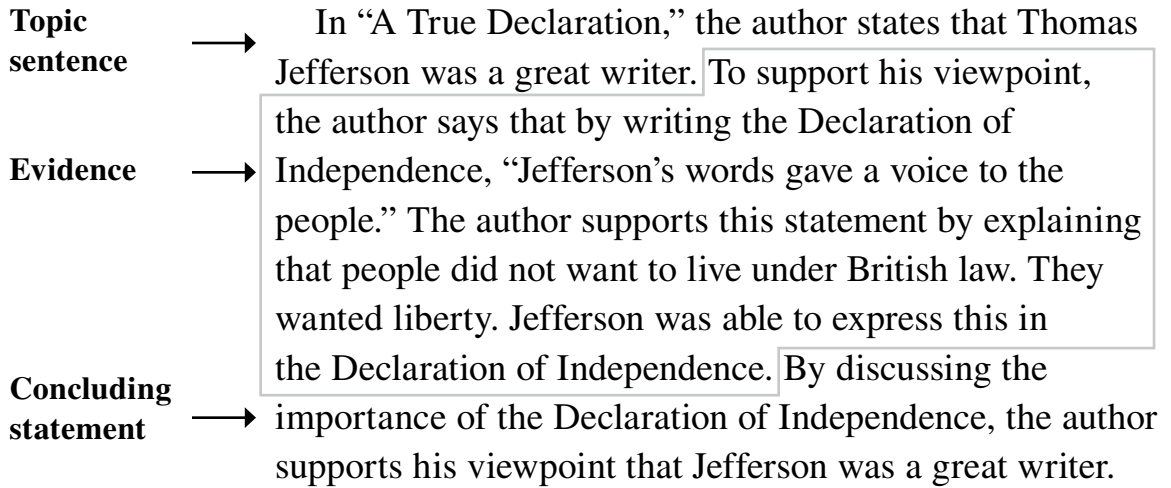 Topic
sentence
In “A True Declaration,” the author states that Thomas
Jefferson was a great writer. To support his viewpoint,
the author says that by writing the Declaration of
Evidence
Independence, “Jefferson’s words gave a voice to the
people.” The author supports this statement by explaining
that people did not want to live under British law. They
wanted liberty. Jefferson was able to express this in
the Declaration of Independence. By discussing the
Concluding
statement
importance of the Declaration of Independence, the author
supports his viewpoint that Jefferson was a great writer.